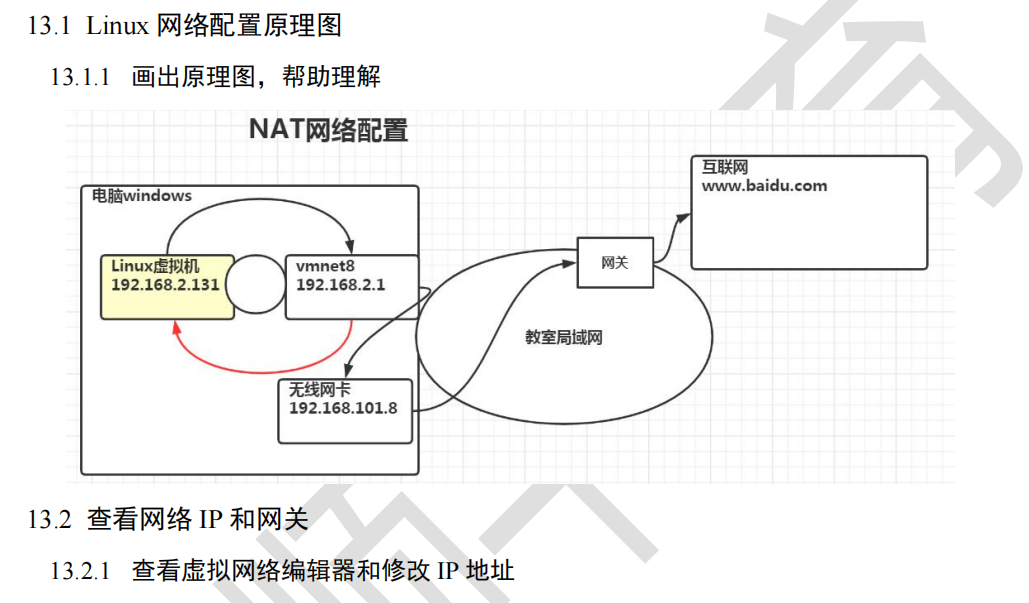 13.1 Linux 网络配置原理图
13.1.1 画出原理图，帮助理解
NAT网络配置
互联网
www.baidu.com
电脑windows
Linux虚拟机
192.168.2.131
vmnet8
192.168.2.1
网关
教室局域网
无线网卡
192.168.101.8
13.2 查看网络 IP 和网关
13.2.1 查看虚拟网络编辑器和修改 IP 地址